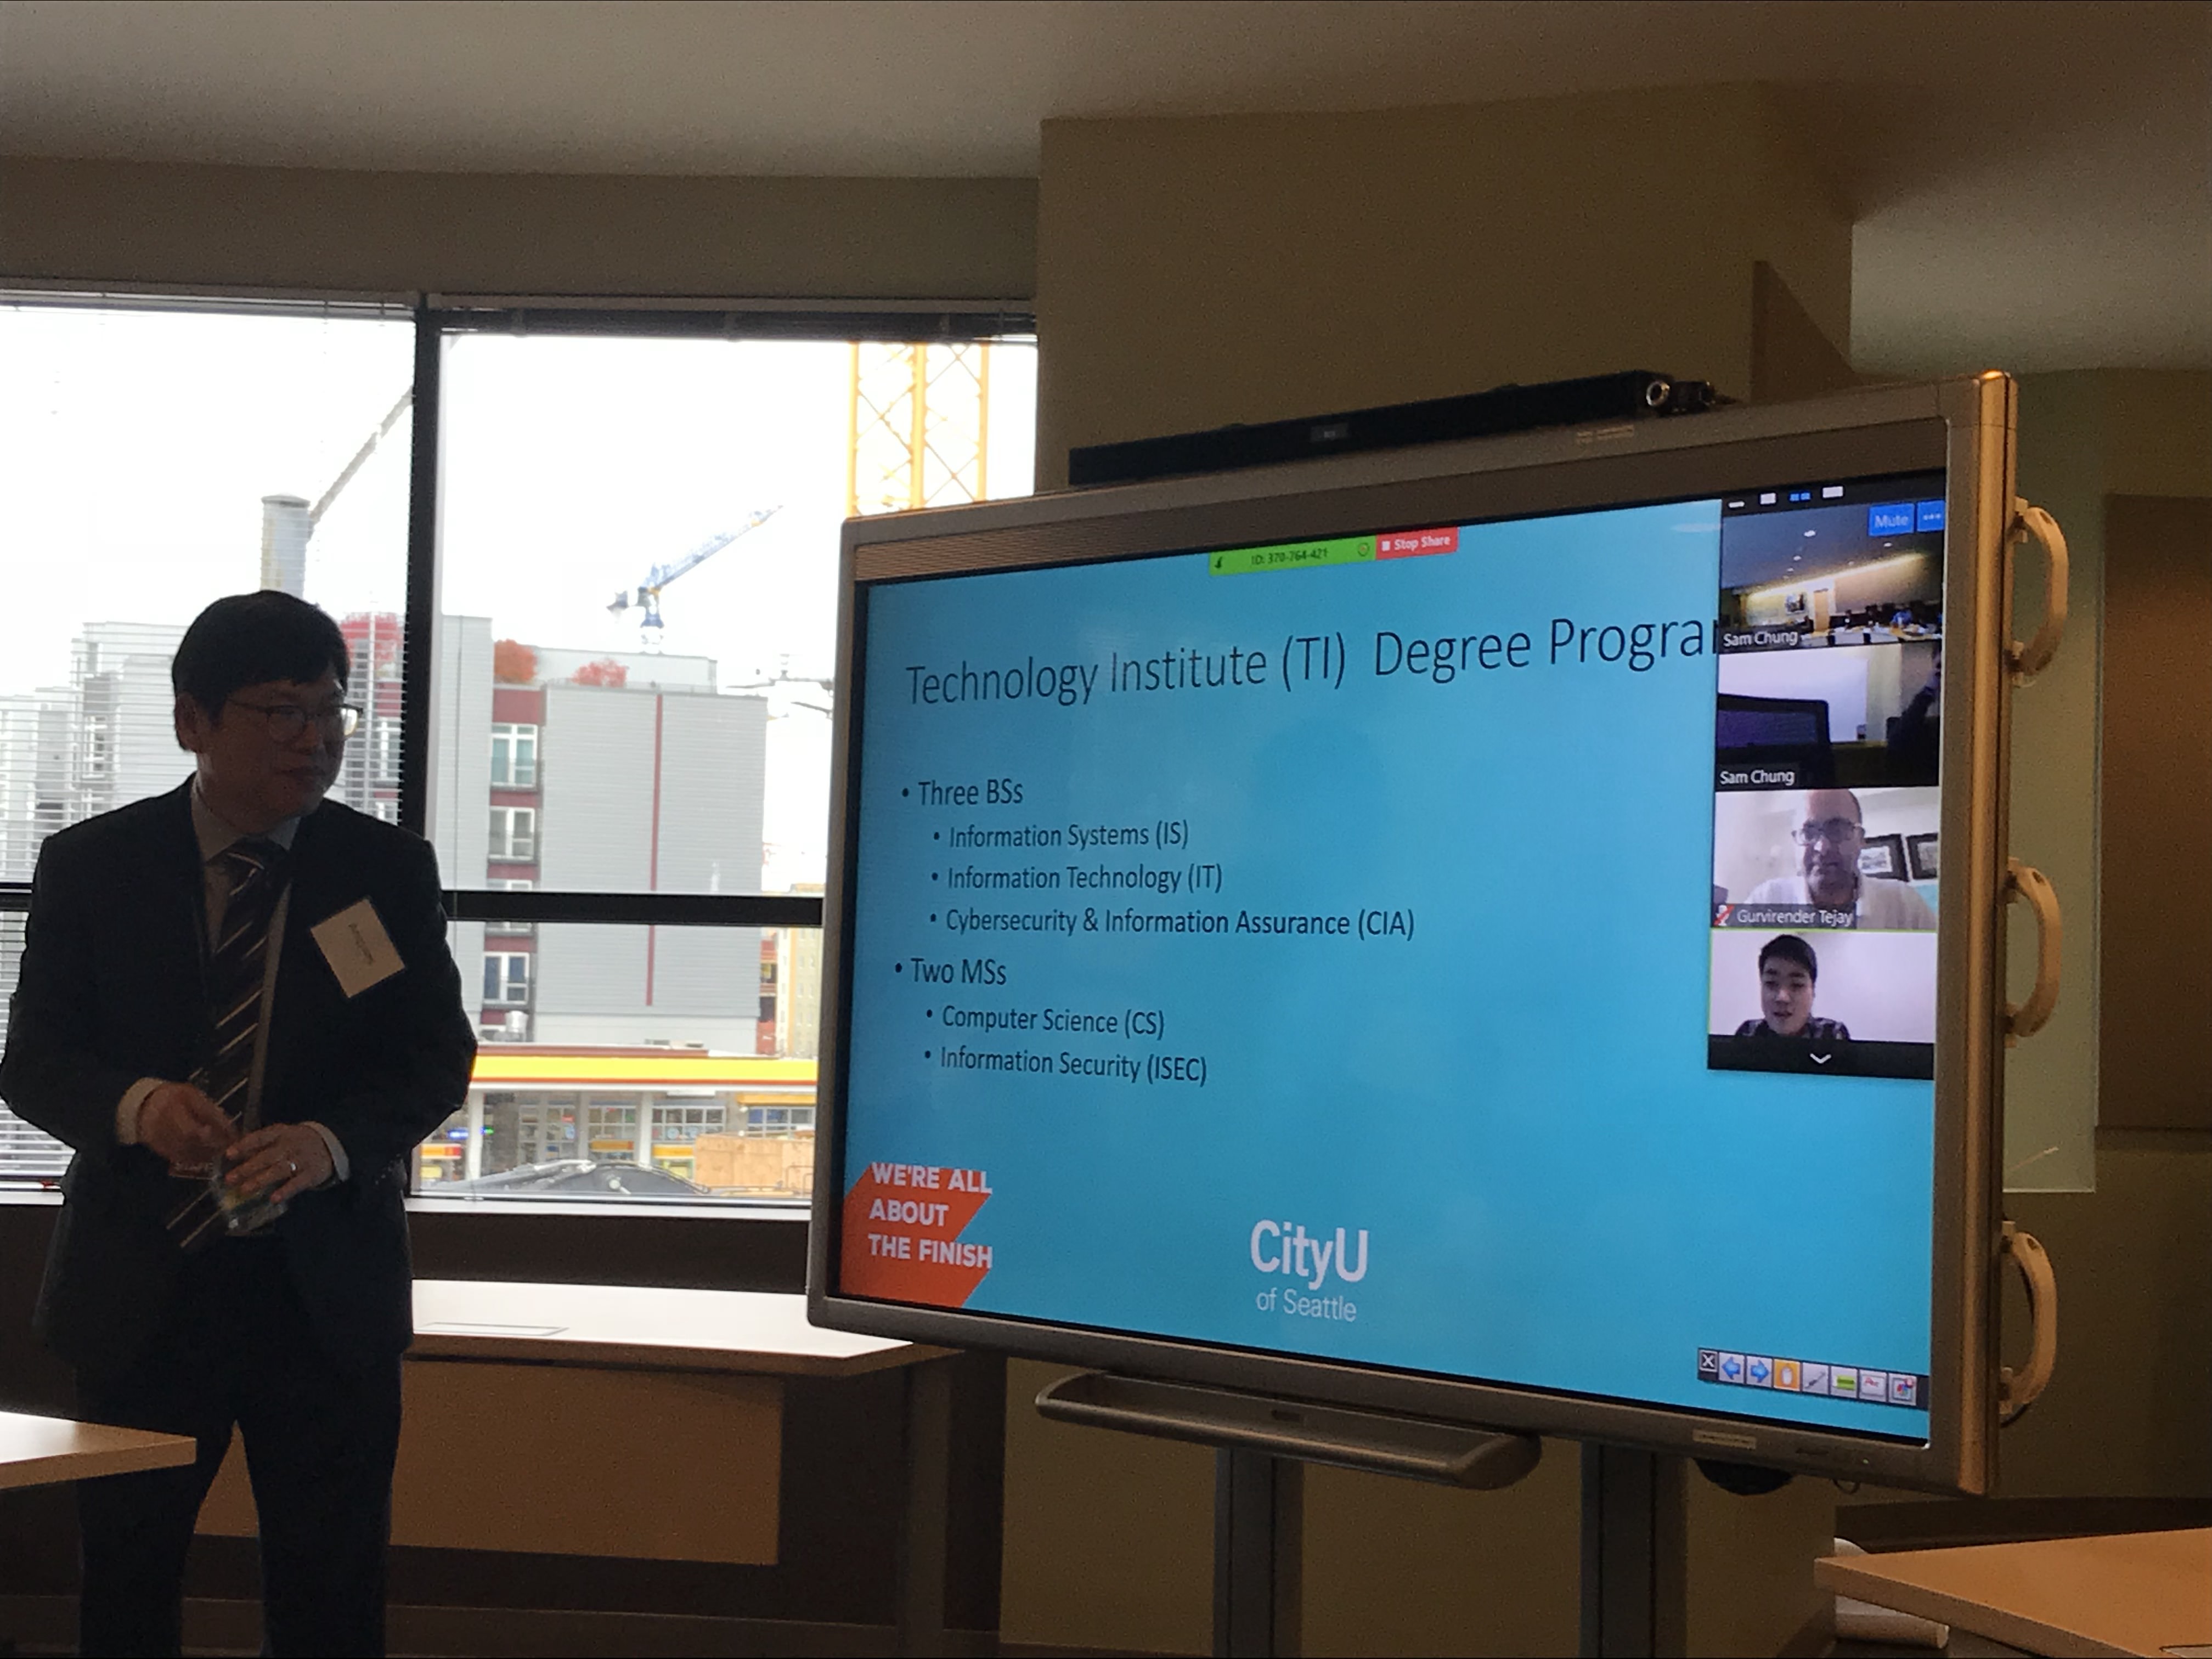 ID: 370-764-421
Stop Share
Mute
Technology Institute (TI) Degree Progra
Sam Chung
Sam Chung
Gurvirender Tejay
• Three BSs
• Information Systems (IS)
• Information Technology (IT)
• Cybersecurity & Information Assurance (CIA)
• Two MSs
• Computer Science (CS)
• Information Security (ISEC)
WE'RE ALL
ABOUT
THE FINISH
CityU
of Seattle